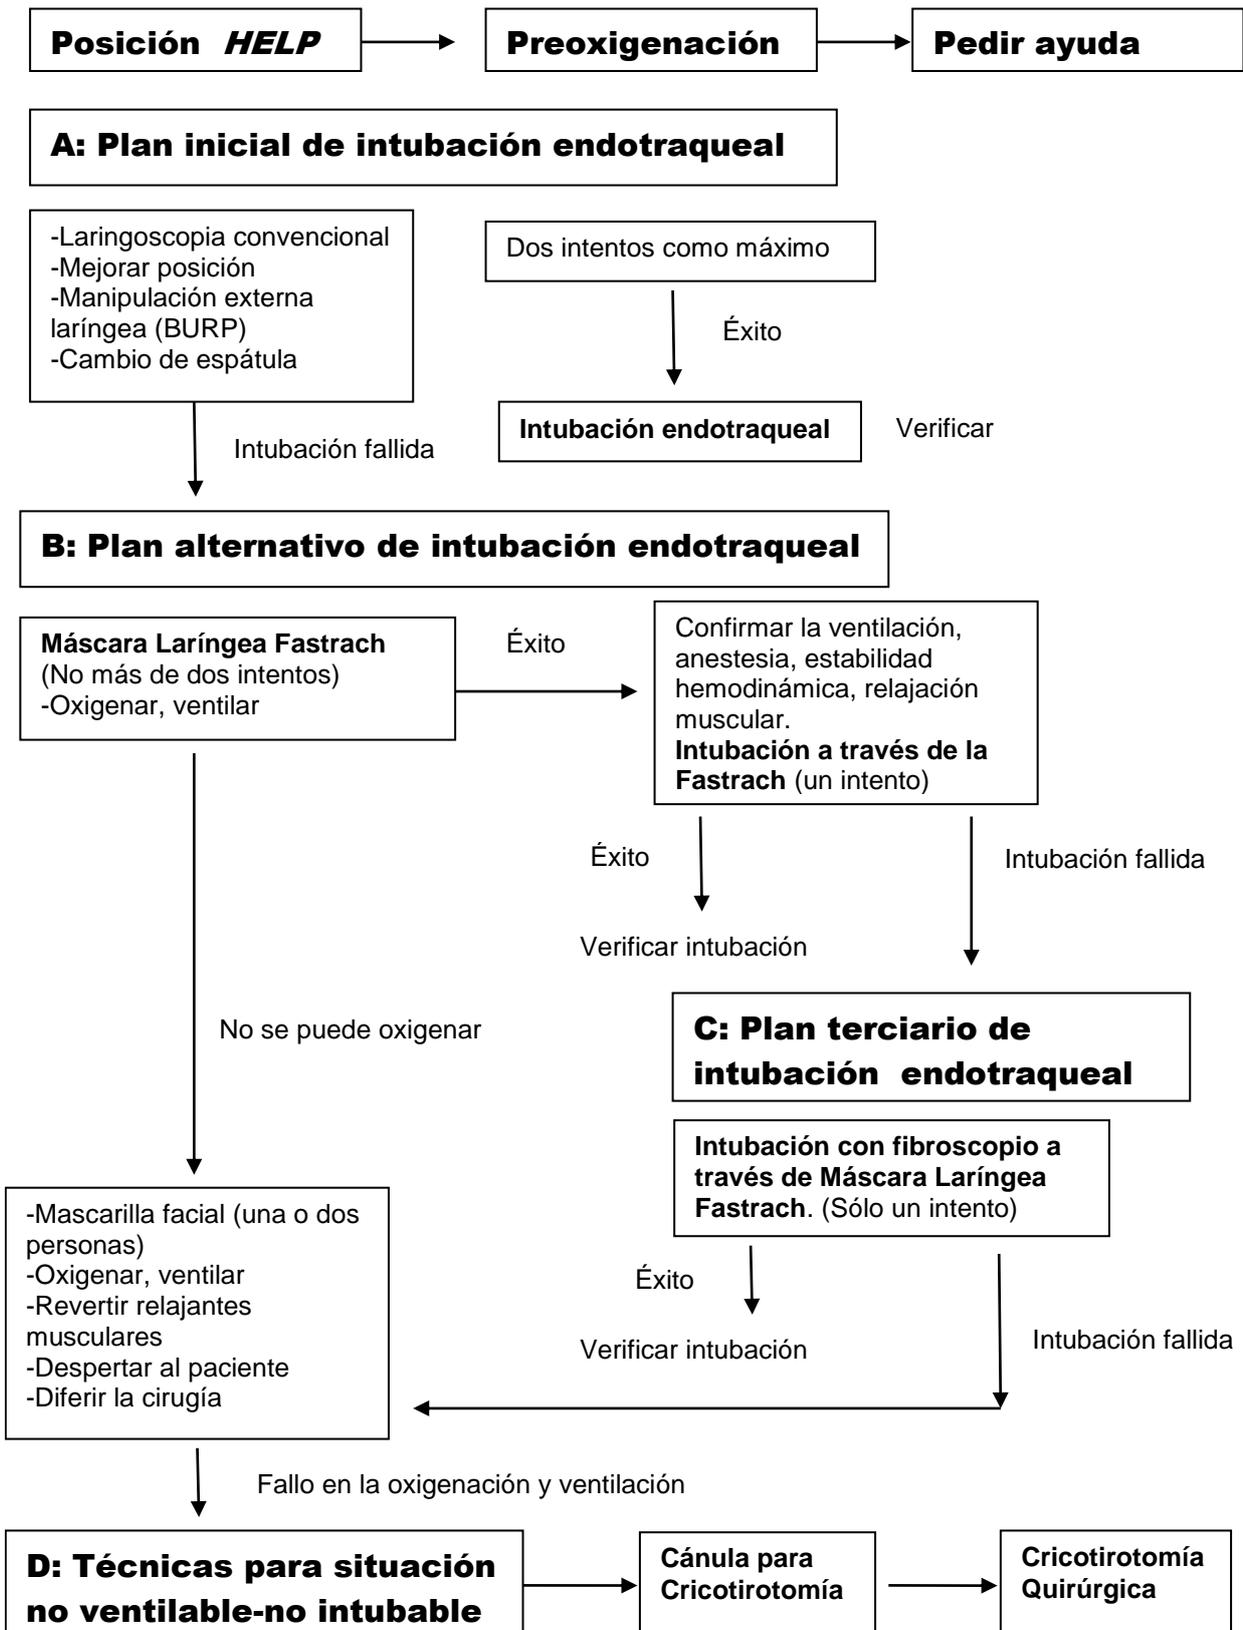 Posición HELP
Preoxigenación
Pedir ayuda
A: Plan inicial de intubación endotraqueal
-Laringoscopia convencional
-Mejorar posición
-Manipulación externa
laríngea (BURP)
-Cambio de espátula
Dos intentos como máximo
Éxito
Intubación endotraqueal
Verificar
Intubación fallida
B: Plan alternativo de intubación endotraqueal
Máscara Laríngea Fastrach
(No más de dos intentos)
-Oxigenar, ventilar
Éxito
Confirmar la ventilación,
anestesia, estabilidad
hemodinámica, relajación
muscular.
Intubación a través de la
Fastrach (un intento)
Éxito
Intubación fallida
Verificar intubación
No se puede oxigenar
C: Plan terciario de
intubación endotraqueal
Intubación con fibroscopio a
través de Máscara Laríngea
Fastrach. (Sólo un intento)
Éxito
Verificar intubación
Intubación fallida
-Mascarilla facial (una o dos
personas)
-Oxigenar, ventilar
-Revertir relajantes
musculares
-Despertar al paciente
-Diferir la cirugía
Fallo en la oxigenación y ventilación
D: Técnicas para situación
no ventilable-no intubable
Cánula para
Cricotirotomía
Cricotirotomía
Quirúrgica